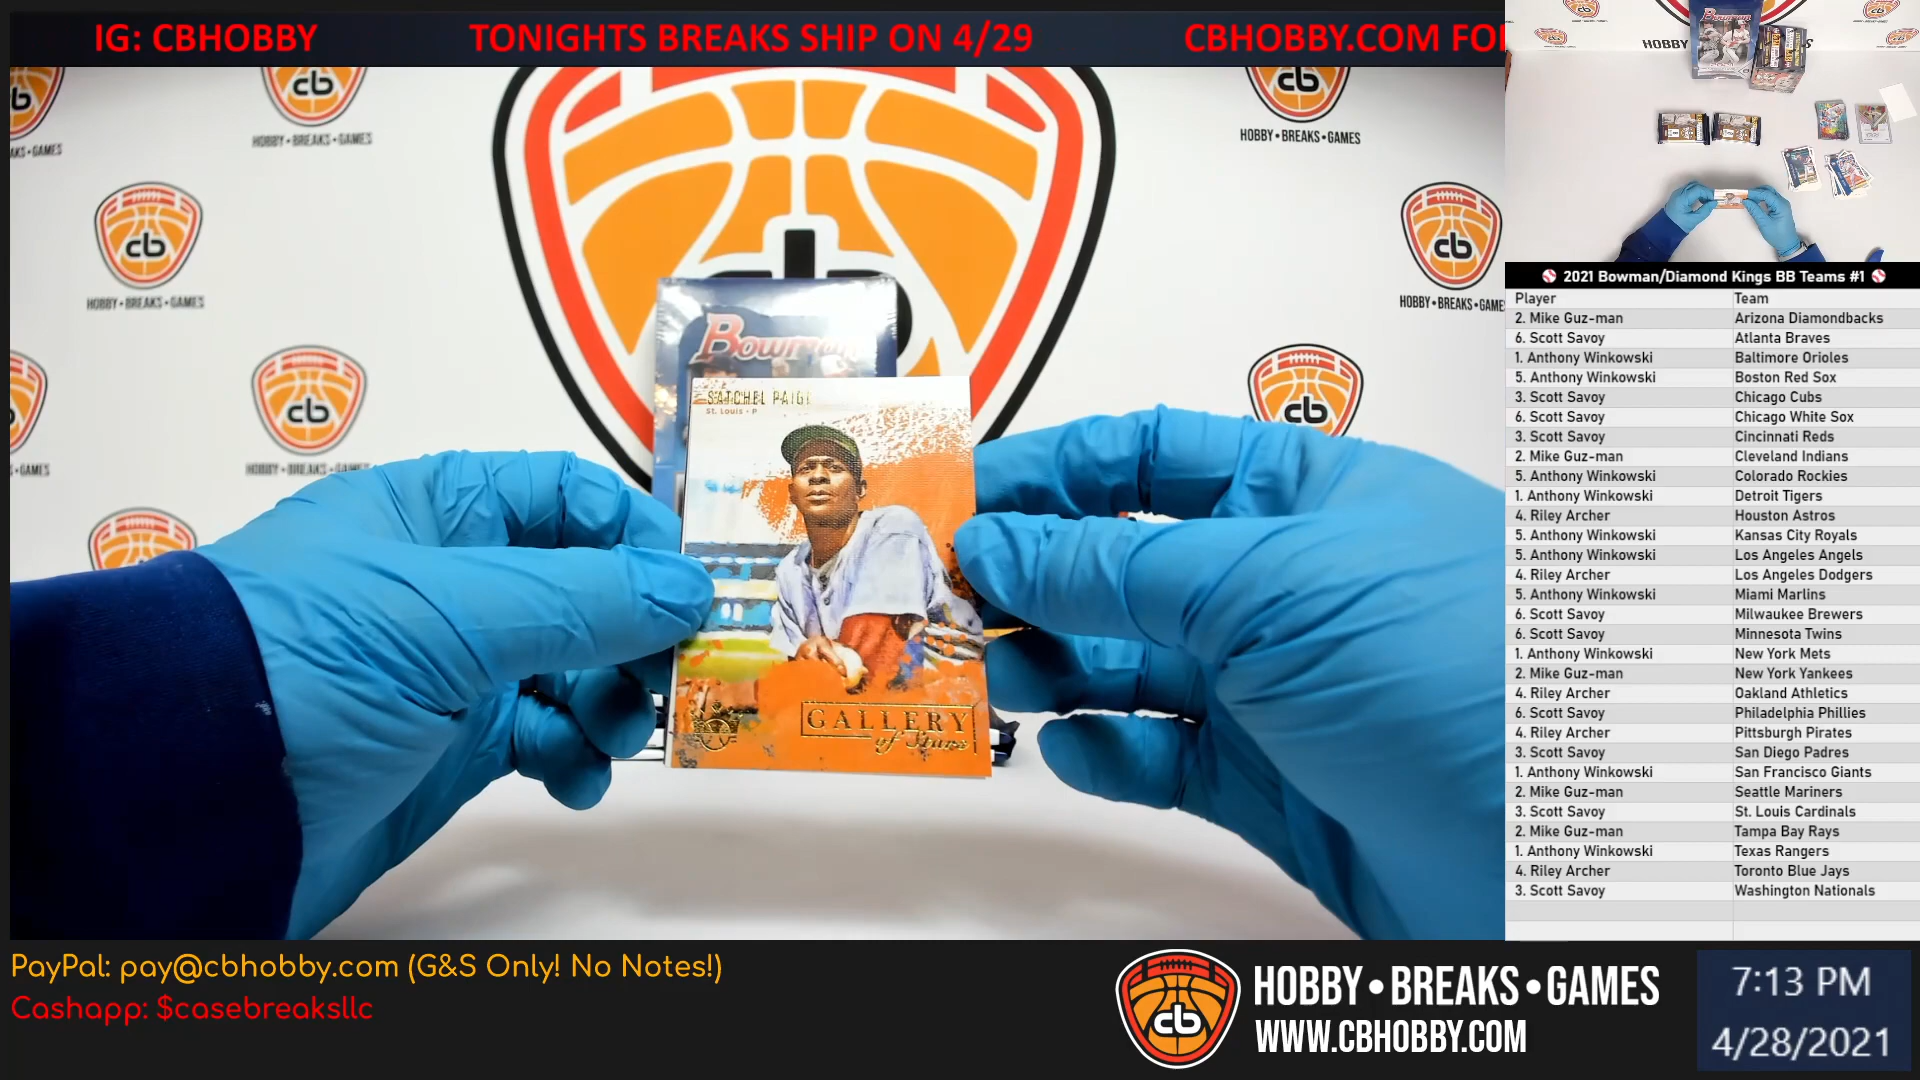 IG: CBHOBBY
TONIGHTS BREAKS SHIP ON 4/29
CBHOBBY.COM FO
cb
HOBBY • BREAKS • GAMES
cb
HOBBY • BREAKS • GAMES
cb
HOBBY • BREAKS • GAMES
cb
HOBBY • BREAKS • GAMES
cb
Bowman
SATCHEL PAIGE
St. Louis • P
GALLERY
of Stars
Bowman
HOBBY
2021 Bowman/Diamond Kings BB Teams #1
Player Team
2. Mike Guz-man Arizona Diamondbacks
6. Scott Savoy Atlanta Braves
1. Anthony Winkowski Baltimore Orioles
5. Anthony Winkowski Boston Red Sox
3. Scott Savoy Chicago Cubs
6. Scott Savoy Chicago White Sox
3. Scott Savoy Cincinnati Reds
2. Mike Guz-man Cleveland Indians
5. Anthony Winkowski Colorado Rockies
1. Anthony Winkowski Detroit Tigers
4. Riley Archer Houston Astros
5. Anthony Winkowski Kansas City Royals
5. Anthony Winkowski Los Angeles Angels
4. Riley Archer Los Angeles Dodgers
5. Anthony Winkowski Miami Marlins
6. Scott Savoy Milwaukee Brewers
6. Scott Savoy Minnesota Twins
1. Anthony Winkowski New York Mets
2. Mike Guz-man New York Yankees
4. Riley Archer Oakland Athletics
6. Scott Savoy Philadelphia Phillies
4. Riley Archer Pittsburgh Pirates
3. Scott Savoy San Diego Padres
1. Anthony Winkowski San Francisco Giants
2. Mike Guz-man Seattle Mariners
3. Scott Savoy St. Louis Cardinals
2. Mike Guz-man Tampa Bay Rays
1. Anthony Winkowski Texas Rangers
4. Riley Archer Toronto Blue Jays
3. Scott Savoy Washington Nationals
PayPal: pay@cbhobby.com (G&S Only! No Notes!)
Cashapp: $casebreaksllc
cb
HOBBY • BREAKS • GAMES
WWW.CBHOBBY.COM
7:13 PM
4/28/2021